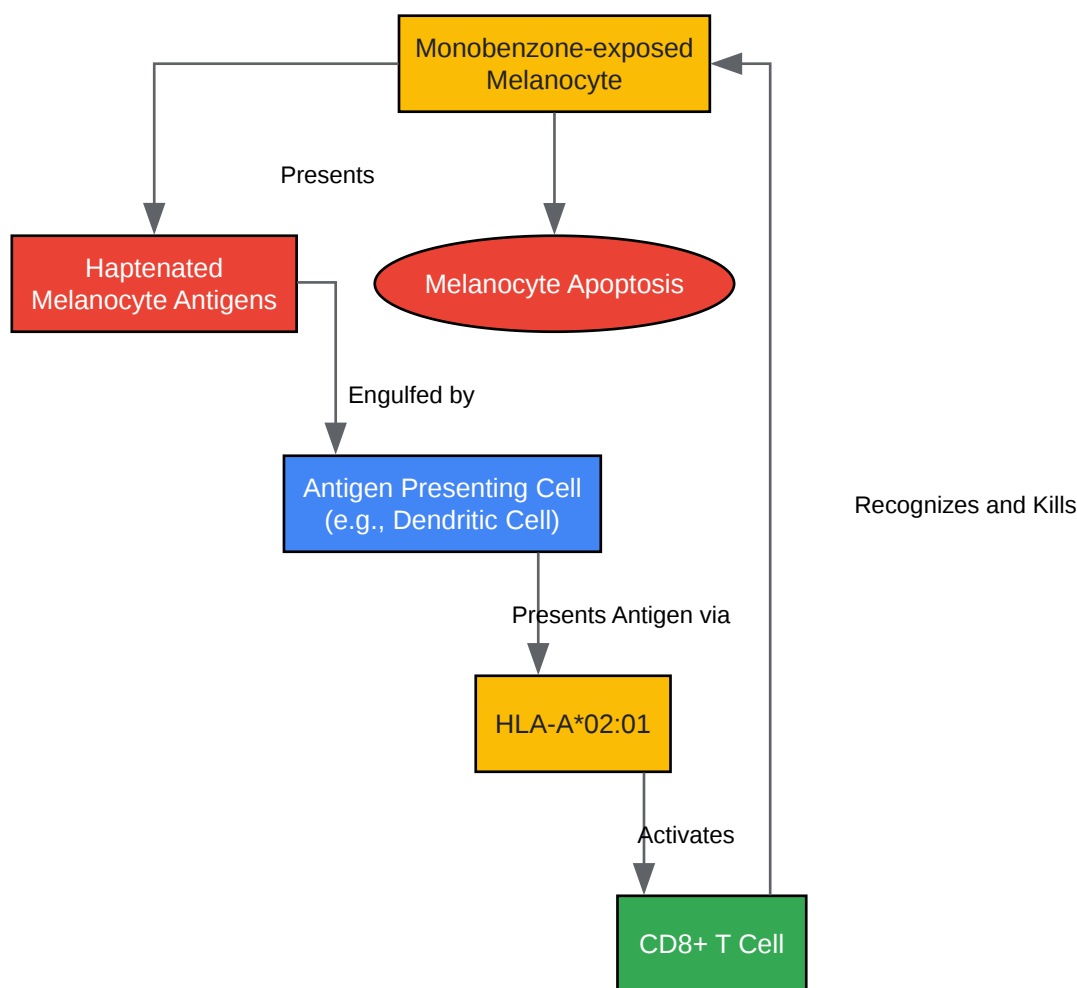 Monobenzone-exposed
Melanocyte
Presents
Haptenated
Melanocyte Antigens
Melanocyte Apoptosis
Engulfed by
Antigen Presenting Cell
(e.g., Dendritic Cell)
Recognizes and Kills
Presents Antigen via
HLA-A*02:01
Activates
CD8+ T Cell